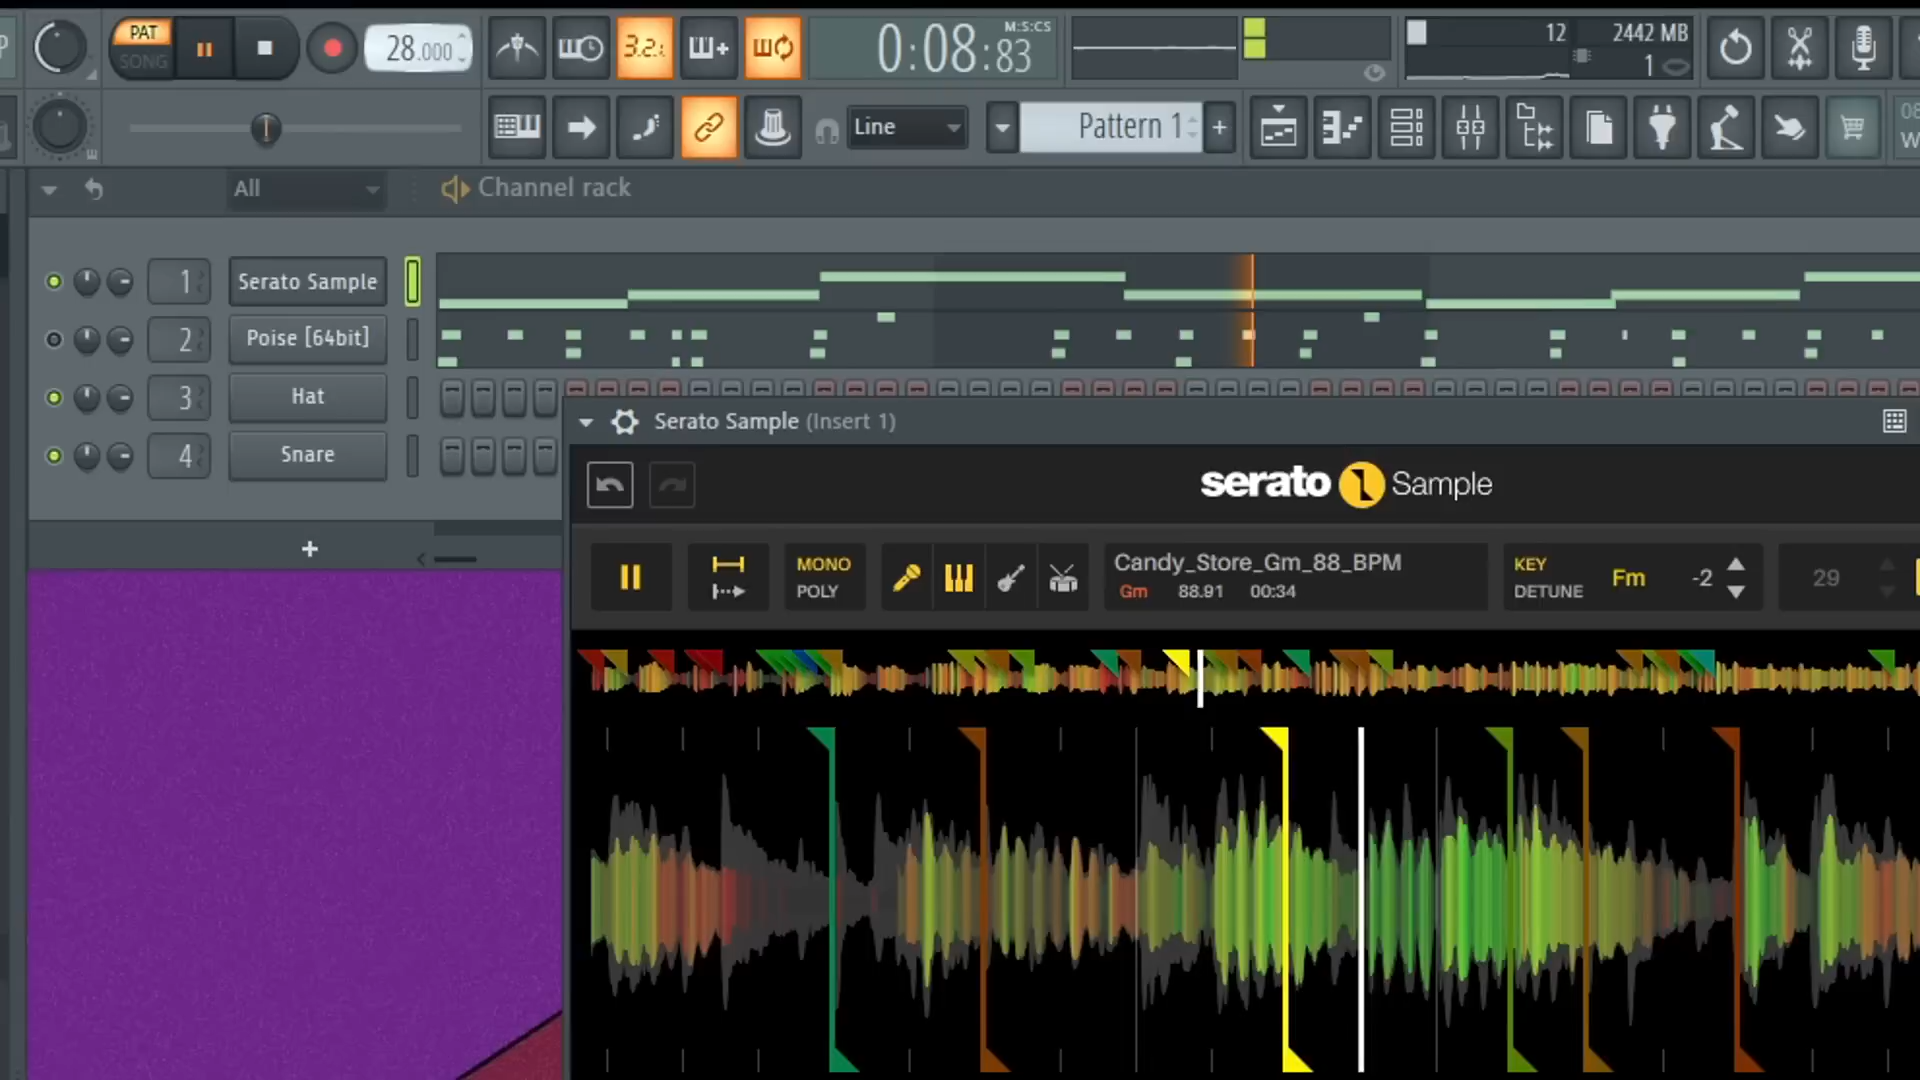 PAT
SONG
28.000
3.2.
M:S:CS
0:08:83
12
2442 MB
1
Line
Pattern 1
+
All
Channel rack
1
Serato Sample
2
Poise [64bit]
3
Hat
4
Snare
+
Serato Sample (Insert 1)
serato Sample
MONO
POLY
Candy_Store_Gm_88_BPM
Gm 88.91 00:34
KEY
DETUNE
Fm
-2
29